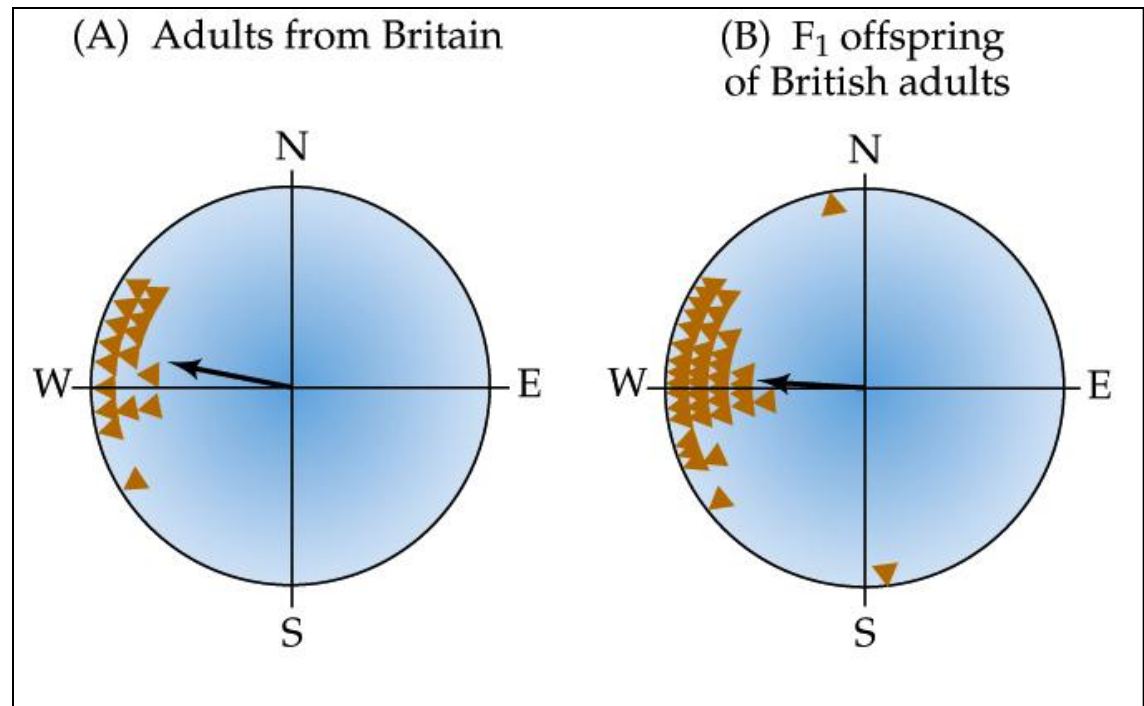 (A) Adults from Britain
N
W
E
S
(B) F₁ offspring
of British adults
N
W
E
S